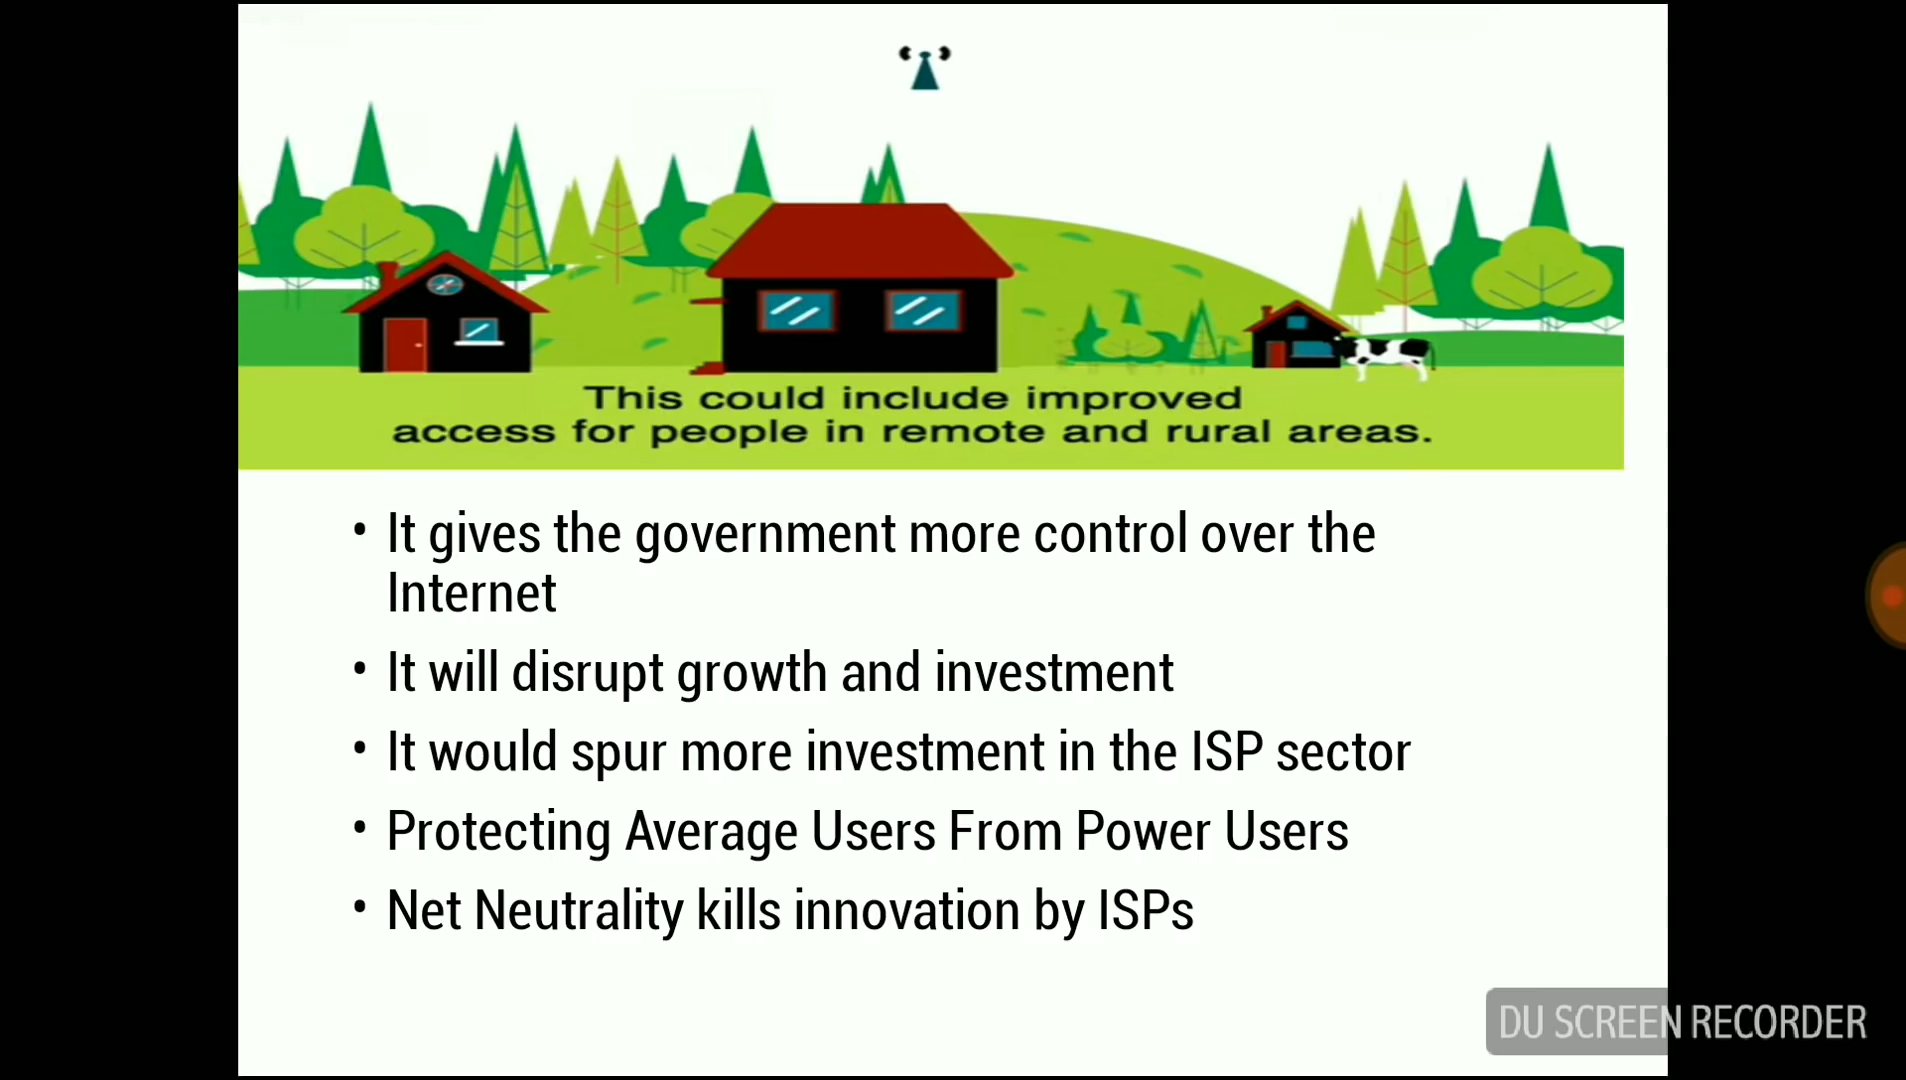 This could include improved
access for people in remote and rural areas.
• It gives the government more control over the
Internet
• It will disrupt growth and investment
• It would spur more investment in the ISP sector
• Protecting Average Users From Power Users
• Net Neutrality kills innovation by ISPs
DU SCREEN RECORDER